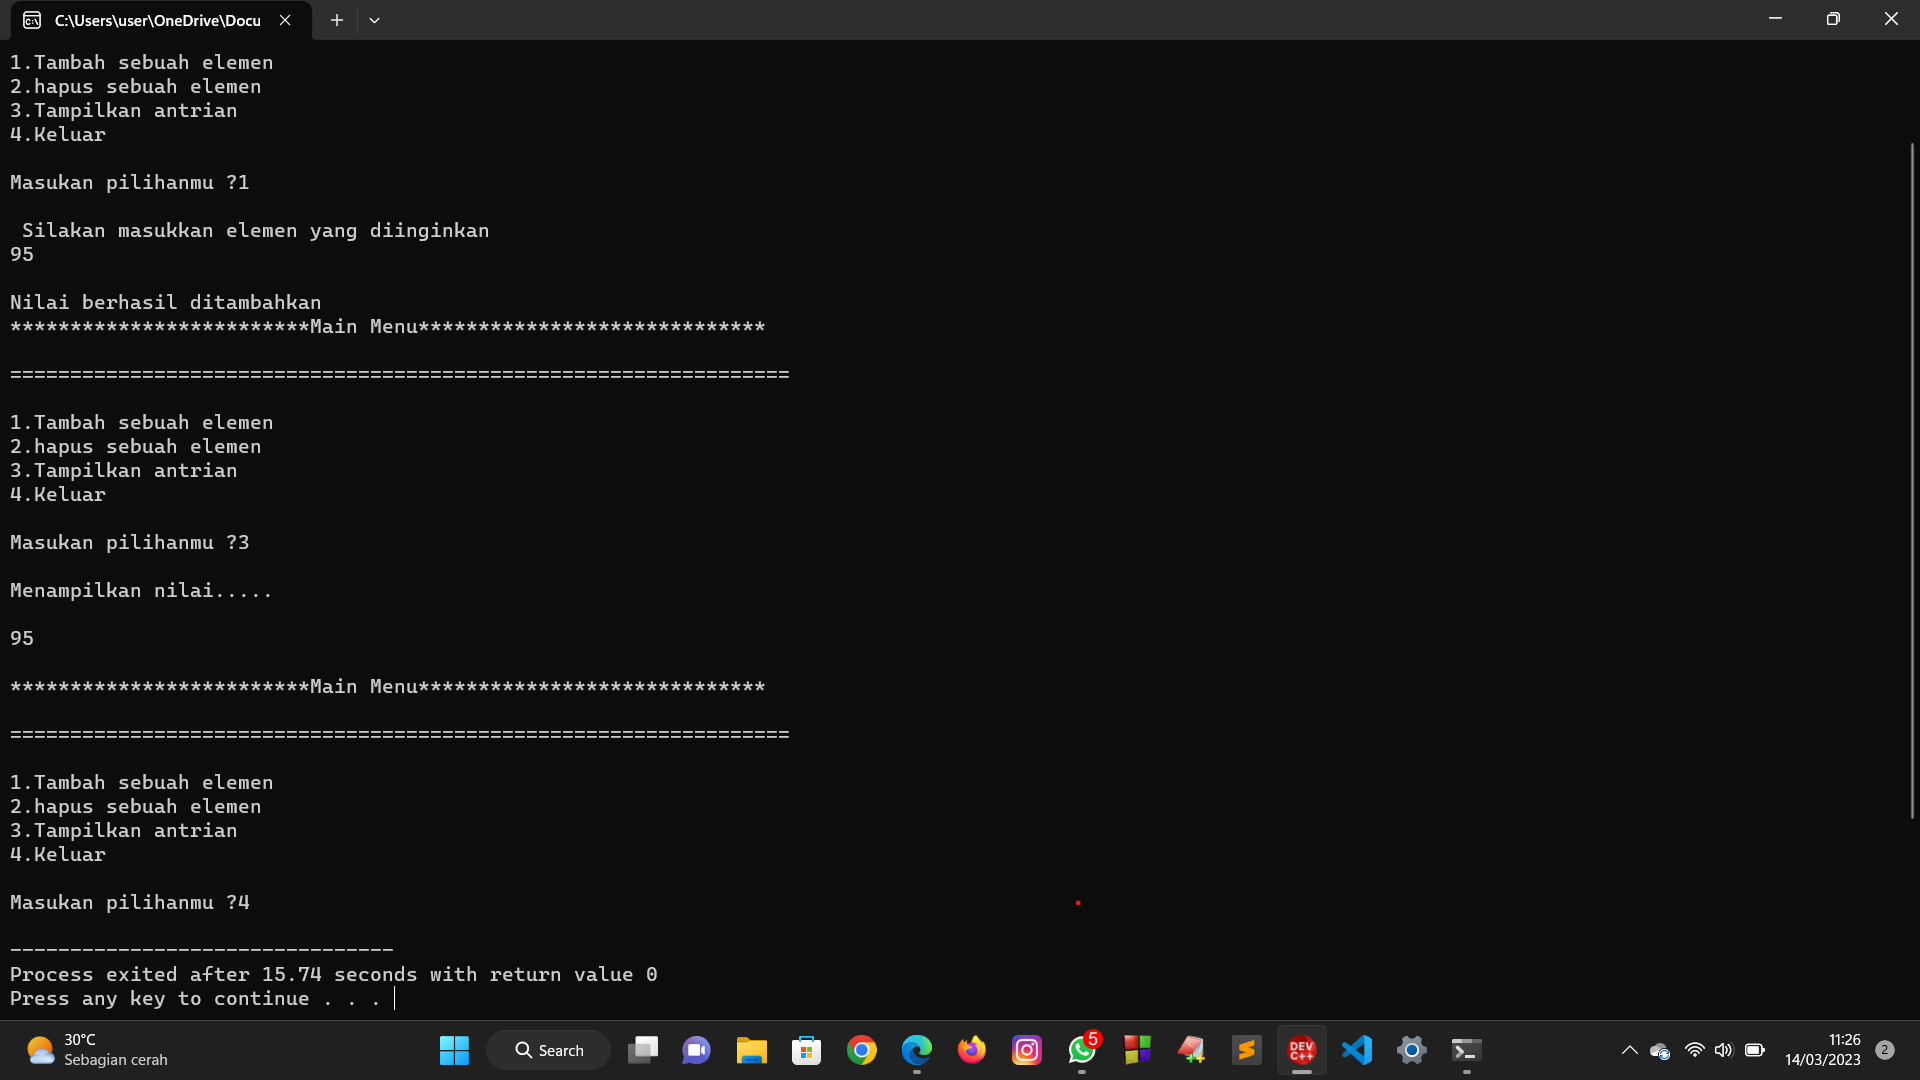 C:\Users\user\OneDrive\Docu
1.Tambah sebuah elemen
2.hapus sebuah elemen
3.Tampilkan antrian
4.Keluar
Masukan pilihanmu ?1
Silakan masukkan elemen yang diinginkan
95
Nilai berhasil ditambahkan
*************************Main Menu*****************************
=================================================================
1.Tambah sebuah elemen
2.hapus sebuah elemen
3.Tampilkan antrian
4.Keluar
Masukan pilihanmu ?3
Menampilkan nilai.....
95
*************************Main Menu*****************************
=================================================================
1.Tambah sebuah elemen
2.hapus sebuah elemen
3.Tampilkan antrian
4.Keluar
Masukan pilihanmu ?4
--------------------------------
Process exited after 15.74 seconds with return value 0
Press any key to continue . . .
30°C
Sebagian cerah
Search
5
DEV
C++
11:26
14/03/2023
2